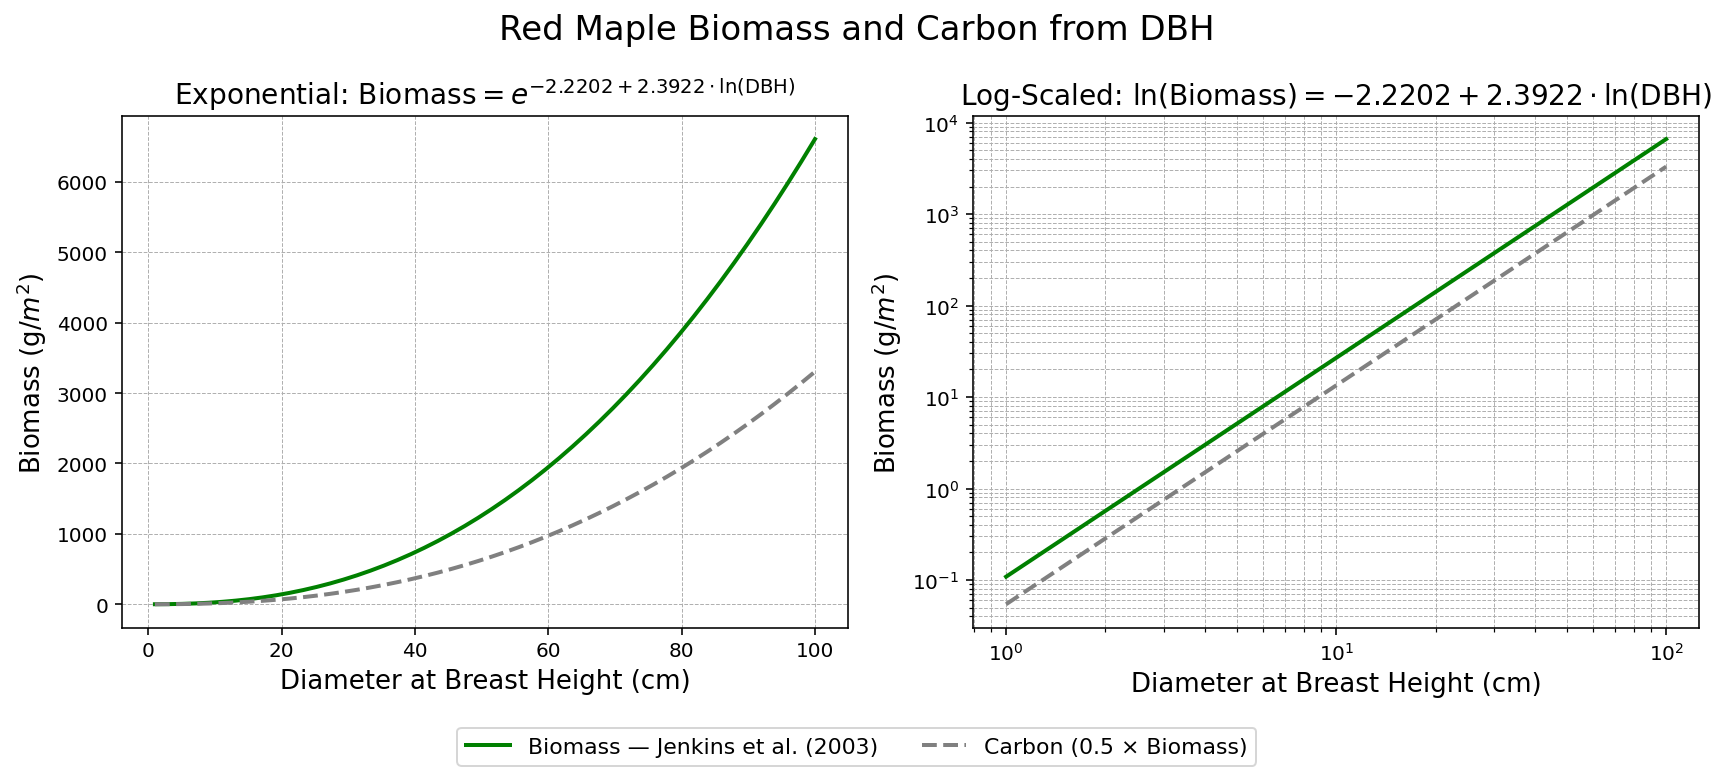 Red Maple Biomass and Carbon from DBH
Exponential: Biomass = e^{−2.2202 + 2.3922 · ln(DBH)}
Biomass (g/m²)
6000
5000
4000
3000
2000
1000
0
0 20 40 60 80 100
Diameter at Breast Height (cm)
Log-Scaled: ln(Biomass) = −2.2202 + 2.3922 · ln(DBH)
Biomass (g/m²)
10⁴
10³
10²
10¹
10⁰
10⁻¹
10⁰ 10¹ 10²
Diameter at Breast Height (cm)
Biomass — Jenkins et al. (2003) Carbon (0.5 × Biomass)